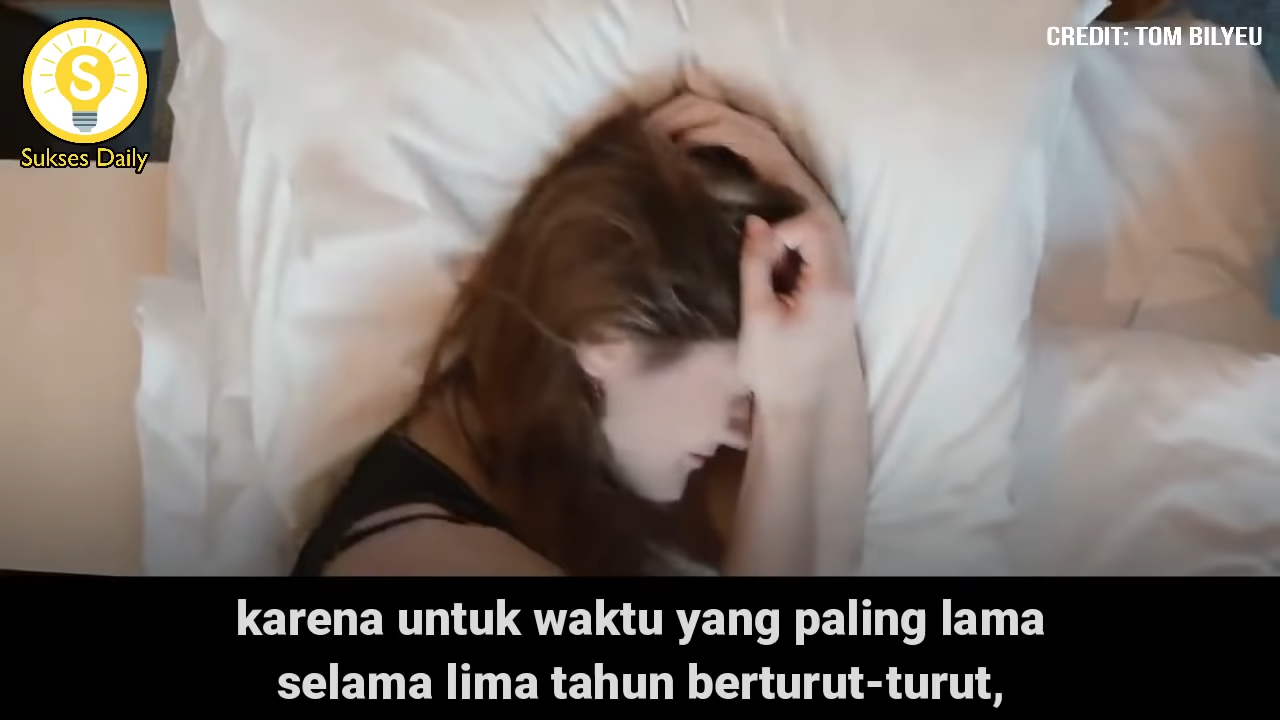 CREDIT: TOM BILYEU
S
Sukses Daily
karena untuk waktu yang paling lama
selama lima tahun berturut-turut,